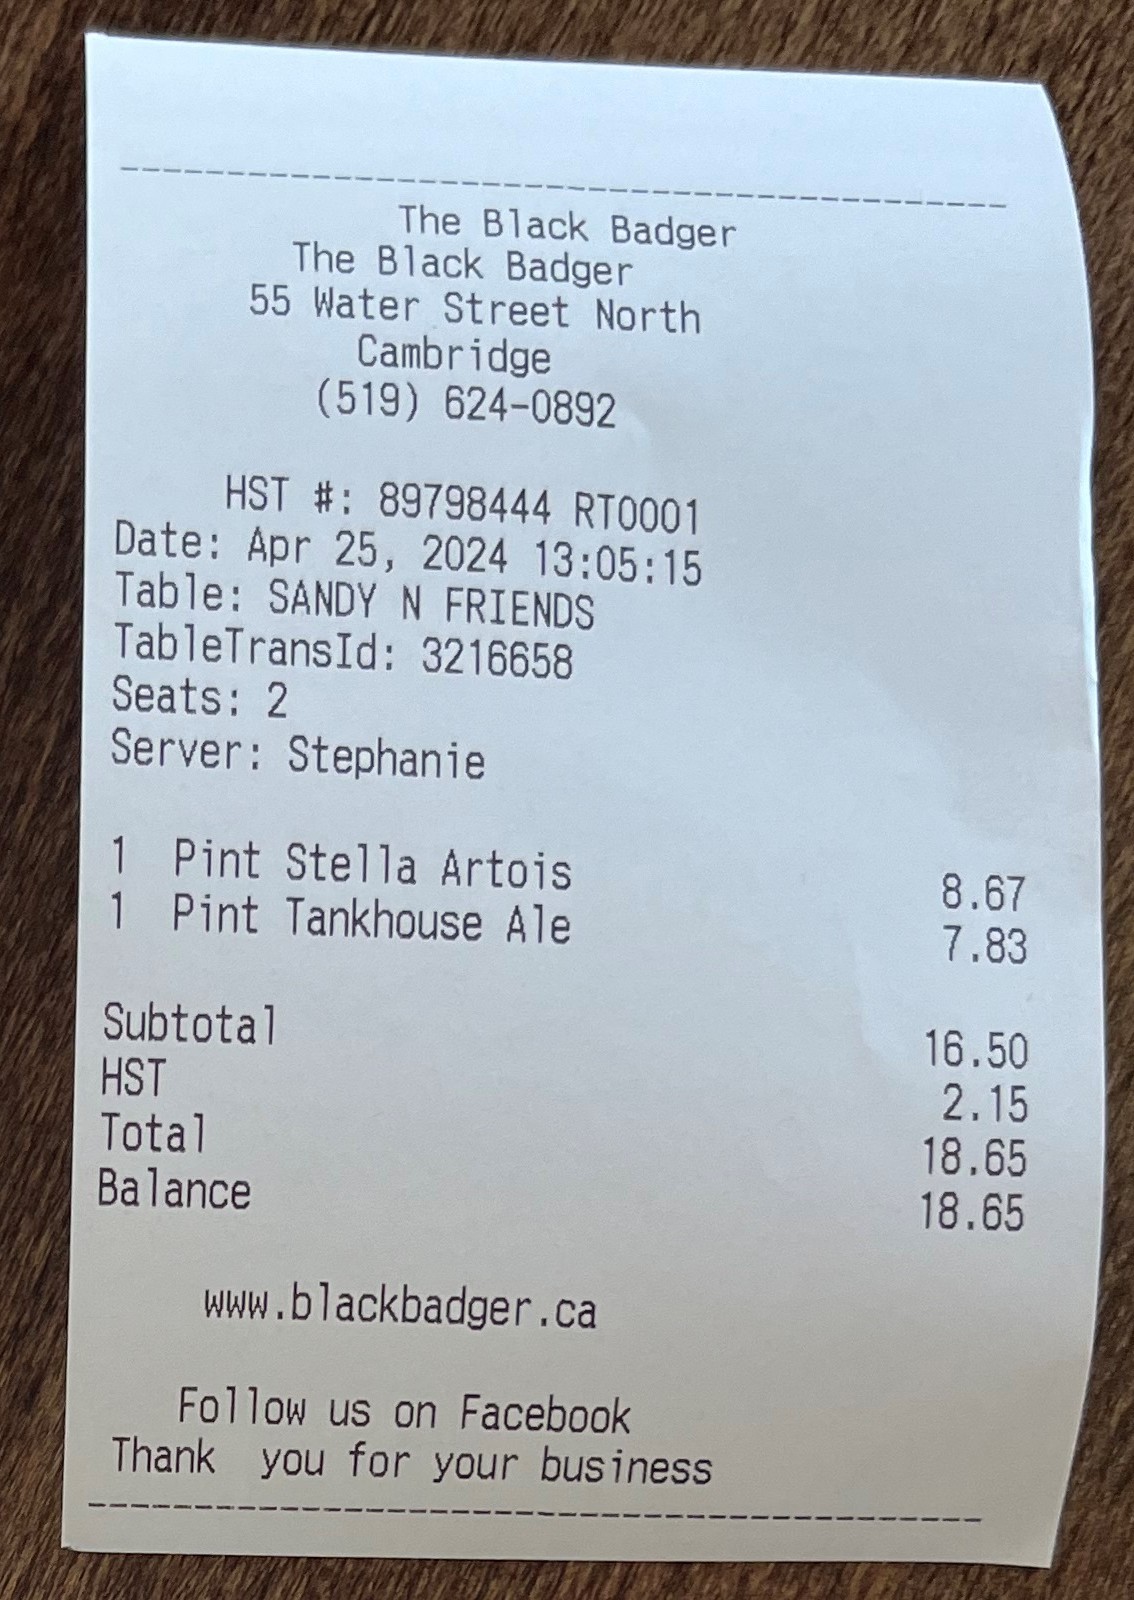 The Black Badger
The Black Badger
55 Water Street North
Cambridge
(519) 624-0892
HST #: 89798444 RT0001
Date: Apr 25, 2024 13:05:15
Table: SANDY N FRIENDS
TableTransId: 3216658
Seats: 2
Server: Stephanie
1 Pint Stella Artois 8.67
1 Pint Tankhouse Ale 7.83
Subtotal 16.50
HST 2.15
Total 18.65
Balance 18.65
www.blackbadger.ca
Follow us on Facebook
Thank you for your business